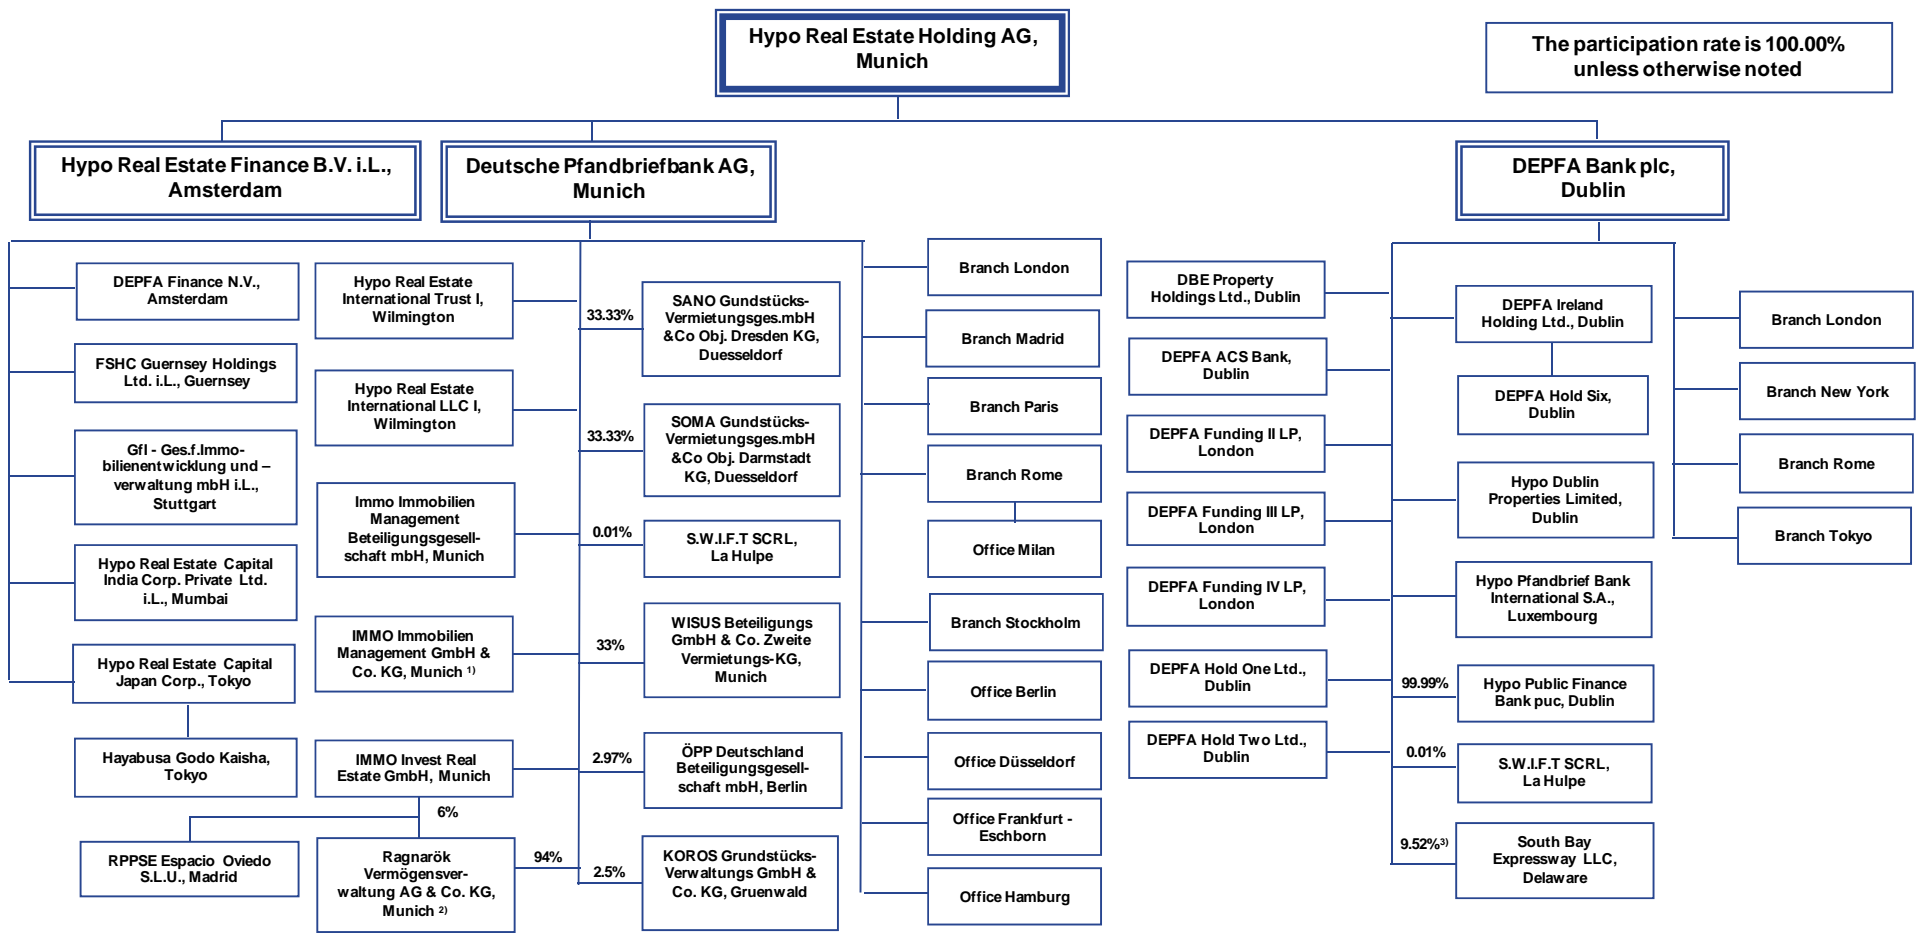 Hypo Real Estate Holding AG,
Munich
The participation rate is 100.00%
unless otherwise noted
Hypo Real Estate Finance B.V. i.L.,
Amsterdam
Deutsche Pfandbriefbank AG,
Munich
DEPFA Bank plc,
Dublin
DEPFA Finance N.V.,
Amsterdam
FSHC Guernsey Holdings
Ltd. i.L., Guernsey
GfI - Ges.f.Immo-
bilienentwicklung und –
verwaltung mbH i.L.,
Stuttgart
Hypo Real Estate Capital
India Corp. Private Ltd.
i.L., Mumbai
Hypo Real Estate Capital
Japan Corp., Tokyo
Hayabusa Godo Kaisha,
Tokyo
RPPSE Espacio Oviedo
S.L.U., Madrid
Hypo Real Estate
International Trust I,
Wilmington
Hypo Real Estate
International LLC I,
Wilmington
Immo Immobilien
Management
Beteiligungsgesell-
schaft mbH, Munich
IMMO Immobilien
Management GmbH &
Co. KG, Munich 1)
IMMO Invest Real
Estate GmbH, Munich
6%
Ragnarök
Vermögensver-
waltung AG & Co. KG,
Munich 2)
94%
33.33%
SANO Gundstücks-
Vermietungsges.mbH
&Co Obj. Dresden KG,
Duesseldorf
33.33%
SOMA Gundstücks-
Vermietungsges.mbH
&Co Obj. Darmstadt
KG, Duesseldorf
0.01%
S.W.I.F.T SCRL,
La Hulpe
33%
WISUS Beteiligungs
GmbH & Co. Zweite
Vermietungs-KG,
Munich
2.97%
ÖPP Deutschland
Beteiligungsgesell-
schaft mbH, Berlin
2.5%
KOROS Grundstücks-
Verwaltungs GmbH &
Co. KG, Gruenwald
Branch London
Branch Madrid
Branch Paris
Branch Rome
Office Milan
Branch Stockholm
Office Berlin
Office Düsseldorf
Office Frankfurt -
Eschborn
Office Hamburg
DBE Property
Holdings Ltd., Dublin
DEPFA ACS Bank,
Dublin
DEPFA Funding II LP,
London
DEPFA Funding III LP,
London
DEPFA Funding IV LP,
London
DEPFA Hold One Ltd.,
Dublin
DEPFA Hold Two Ltd.,
Dublin
DEPFA Ireland
Holding Ltd., Dublin
DEPFA Hold Six,
Dublin
Hypo Dublin
Properties Limited,
Dublin
Hypo Pfandbrief Bank
International S.A.,
Luxembourg
99.99%
Hypo Public Finance
Bank puc, Dublin
0.01%
S.W.I.F.T SCRL,
La Hulpe
9.52%3)
South Bay
Expressway LLC,
Delaware
Branch London
Branch New York
Branch Rome
Branch Tokyo